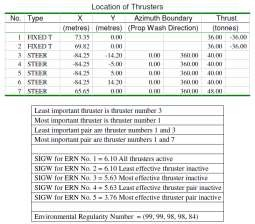 Location of Thrusters
No. Type X Y Azimuth Boundary Thrust
(metres) (metres) (Prop Wash Direction) (tonnes)
1 FIXED T 73.35 0.00 36.00 -36.00
2 FIXED T 69.82 0.00 36.00 -36.00
3 STEER -84.25 -14.20 0.00 360.00 40.00
4 STEER -84.25 -5.00 0.00 360.00 40.00
5 STEER -84.25 5.00 0.00 360.00 40.00
6 STEER -84.25 14.20 0.00 360.00 40.00
7 STEER 65.65 0.00 0.00 360.00 48.00
Least important thruster is thruster number 3
Most important thruster is thruster number 1
Least important pair are thruster numbers 1 and 3
Most important pair are thruster numbers 1 and 7
SIGW for ERN No. 1 = 6.10 All thrusters active
SIGW for ERN No. 2 = 6.10 Least effective thruster inactive
SIGW for ERN No. 3 = 5.63 Most effective thruster inactive
SIGW for ERN No. 4 = 5.63 Least effective thruster pair inactive
SIGW for ERN No. 5 = 3.76 Most effective thruster pair inactive
Environmental Regularity Number = (99, 99, 98, 98, 84)